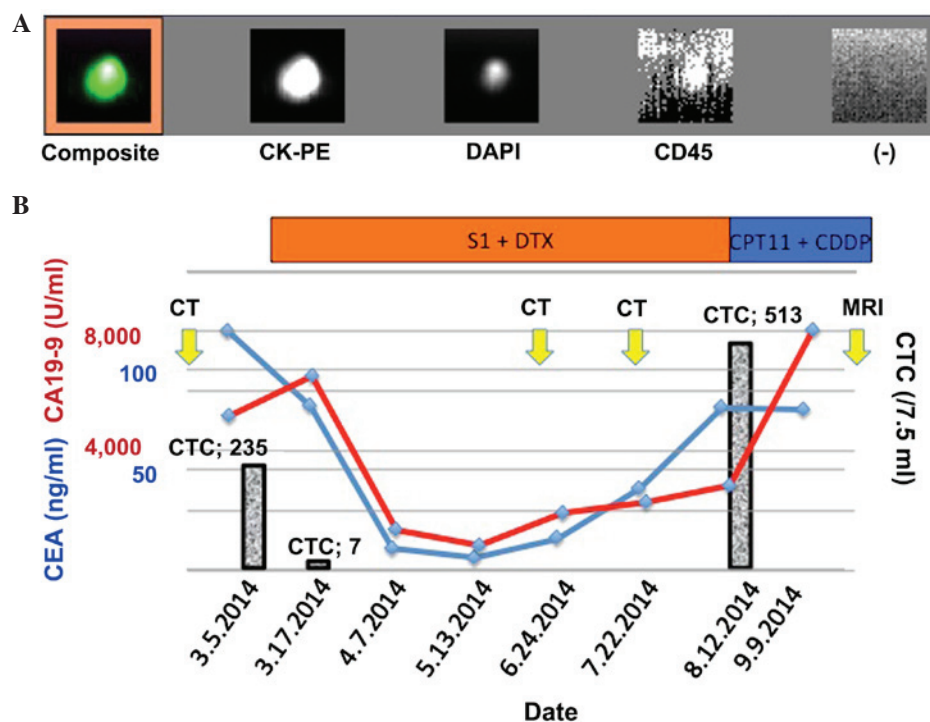 A
Composite
CK-PE
DAPI
CD45
(-)
B
S1 + DTX
CPT11 + CDDP
CT
CT
CT
CTC; 513
MRI
8,000
100
CTC; 235
4,000
50
CTC; 7
CEA (ng/ml) CA19-9 (U/ml)
CTC (/7.5 ml)
3.5.2014
3.17.2014
4.7.2014
5.13.2014
6.24.2014
7.22.2014
8.12.2014
9.9.2014
Date